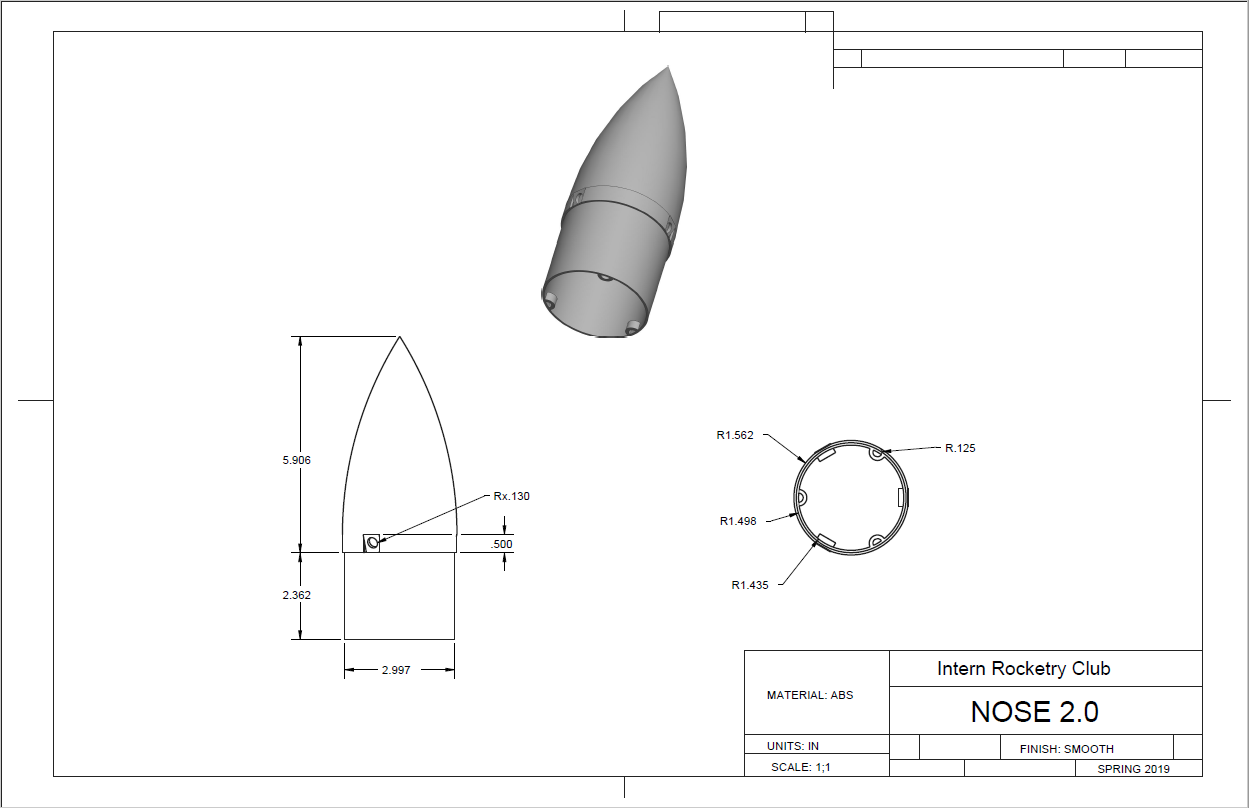 5.906
Rx.130
.500
2.362
2.997
R1.562
R.125
R1.498
R1.435
Intern Rocketry Club
MATERIAL: ABS
NOSE 2.0
UNITS: IN
FINISH: SMOOTH
SCALE: 1;1
SPRING 2019